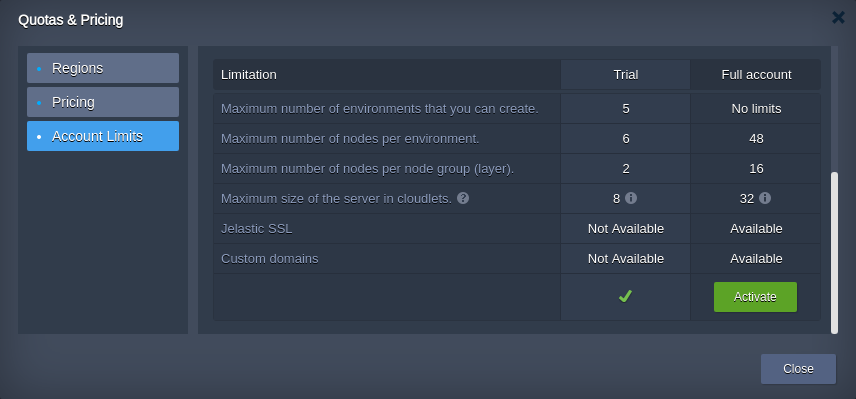 Quotas & Pricing
Regions
Pricing
Account Limits
Limitation Trial Full account
Maximum number of environments that you can create. 5 No limits
Maximum number of nodes per environment. 6 48
Maximum number of nodes per node group (layer). 2 16
Maximum size of the server in cloudlets. ? 8 i 32 i
Jelastic SSL Not Available Available
Custom domains Not Available Available
Activate
Close